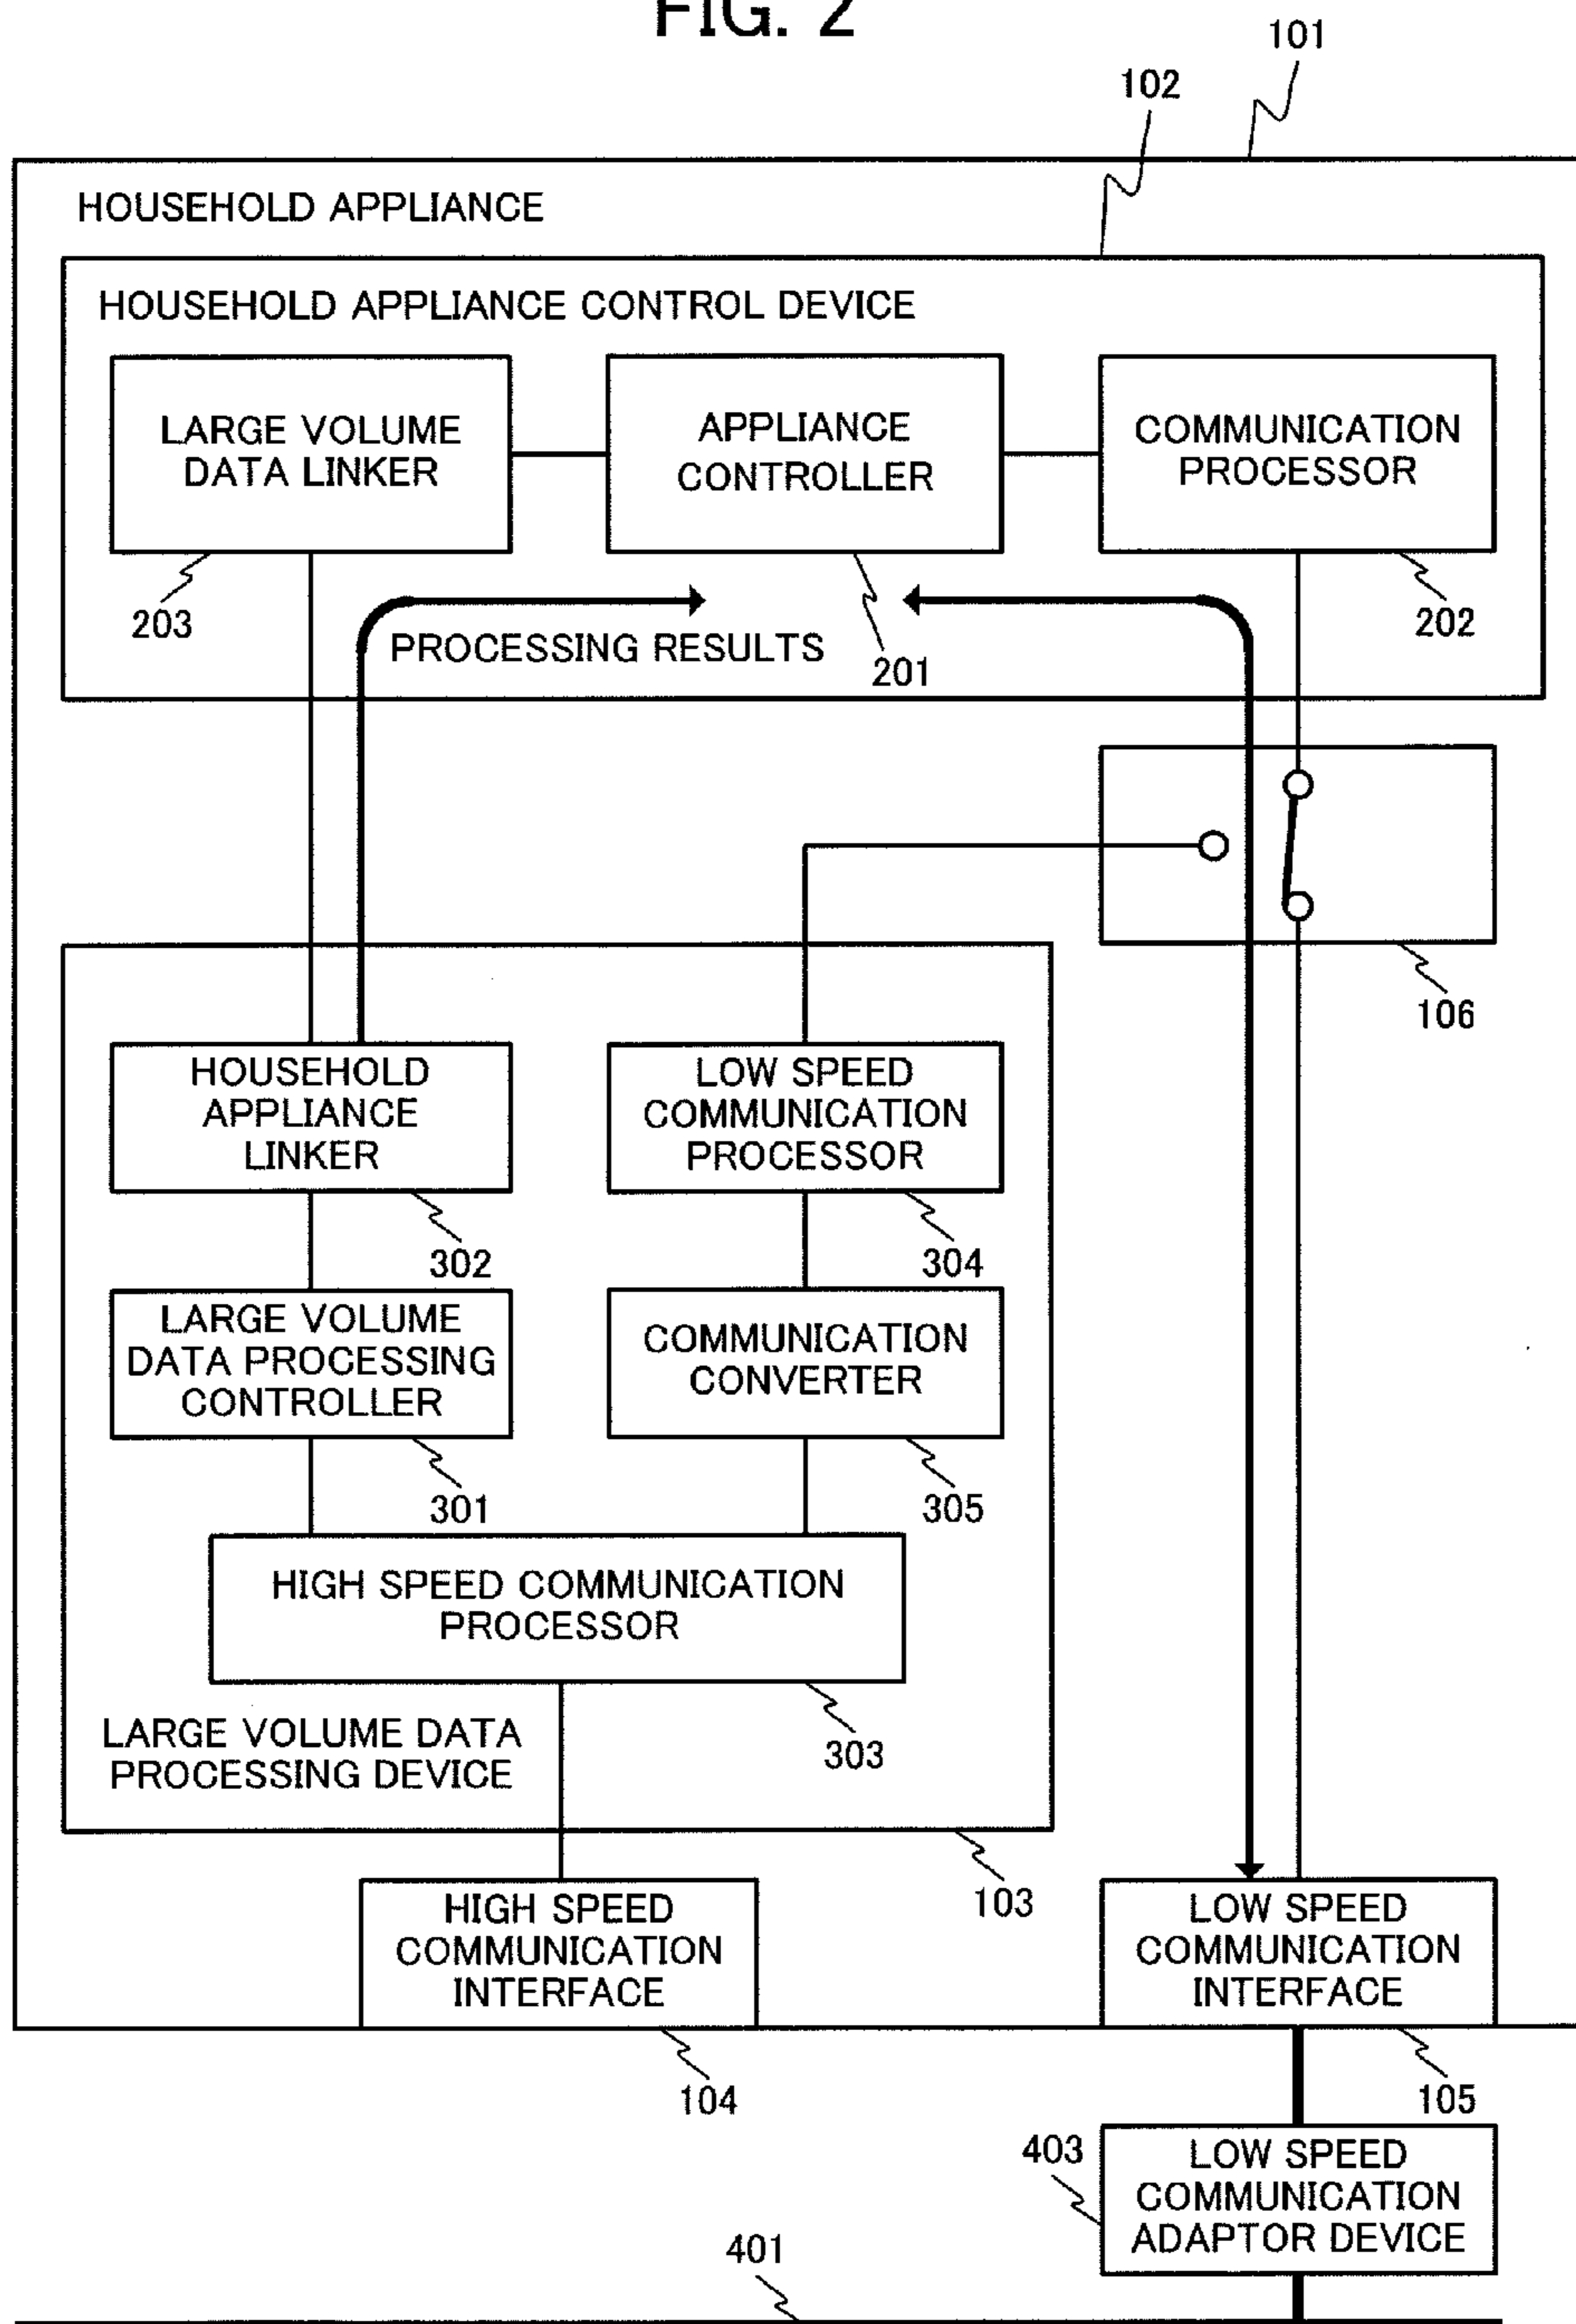 FIG. 2
101
102
HOUSEHOLD APPLIANCE
HOUSEHOLD APPLIANCE CONTROL DEVICE
LARGE VOLUME
DATA LINKER
APPLIANCE
CONTROLLER
COMMUNICATION
PROCESSOR
203
PROCESSING RESULTS
201
202
106
HOUSEHOLD
APPLIANCE
LINKER
LOW SPEED
COMMUNICATION
PROCESSOR
302
304
LARGE VOLUME
DATA PROCESSING
CONTROLLER
COMMUNICATION
CONVERTER
301
305
HIGH SPEED COMMUNICATION
PROCESSOR
303
LARGE VOLUME DATA
PROCESSING DEVICE
103
HIGH SPEED
COMMUNICATION
INTERFACE
LOW SPEED
COMMUNICATION
INTERFACE
104
105
403
LOW SPEED
COMMUNICATION
ADAPTOR DEVICE
401